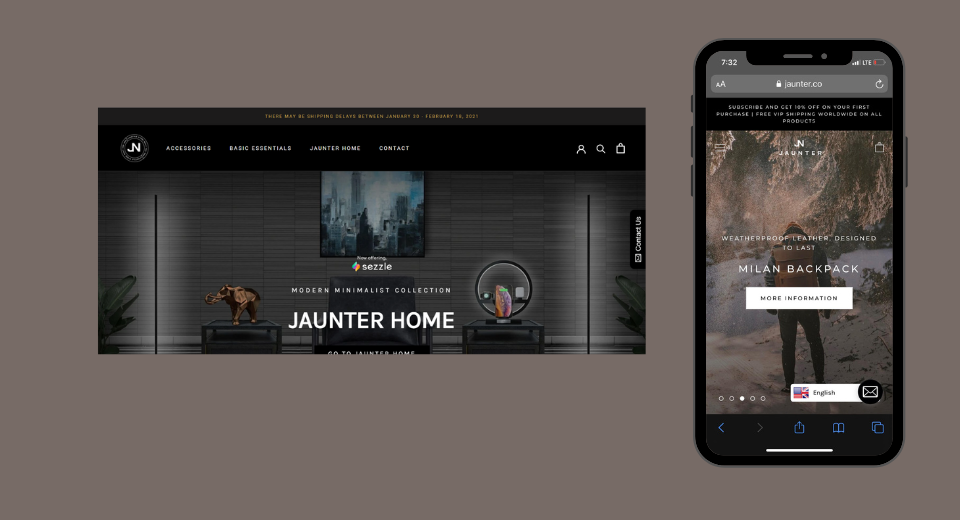 THERE MAY BE SHIPPING DELAYS BETWEEN JANUARY 28 - FEBRUARY 16, 2021
JN
ACCESSORIES BASIC ESSENTIALS JAUNTER HOME CONTACT
Now offering,
sezzle
MODERN MINIMALIST COLLECTION
JAUNTER HOME
GO TO JAUNTER HOME
Contact Us
7:32
LTE
AA jaunter.co
SUBSCRIBE AND GET 10% OFF ON YOUR FIRST
PURCHASE | FREE VIP SHIPPING WORLDWIDE ON ALL
PRODUCTS
JN
JAUNTER
WEATHERPROOF LEATHER. DESIGNED
TO LAST
MILAN BACKPACK
MORE INFORMATION
English